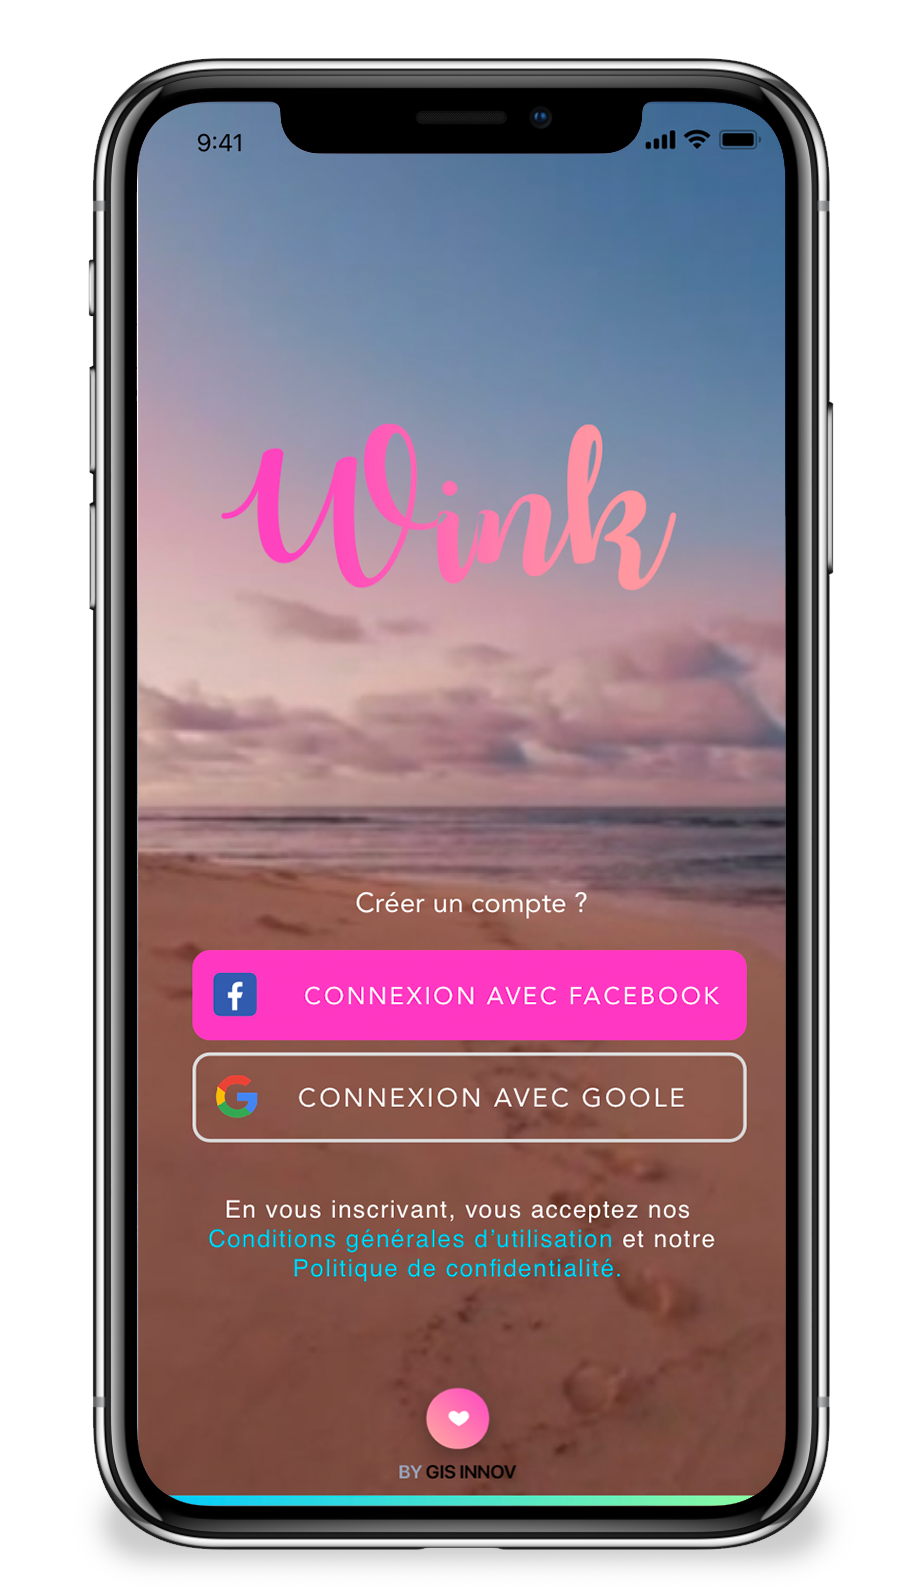 9:41
Wink
Créer un compte ?
CONNEXION AVEC FACEBOOK
CONNEXION AVEC GOOLE
En vous inscrivant, vous acceptez nos
Conditions générales d’utilisation et notre
Politique de confidentialité.
BY GIS INNOV